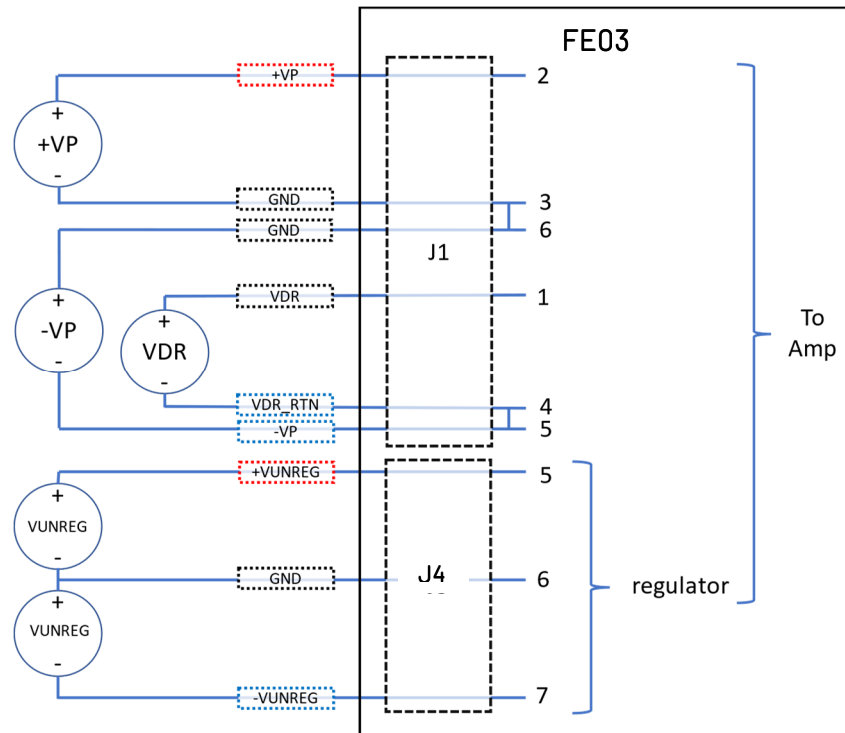 FE03
+VP
2
+
+VP
-
GND
3
GND
6
J1
+
-VP
-
VDR
1
+
VDR
-
To
Amp
VDR_RTN
4
-VP
5
+VUNREG
5
+
VUNREG
-
GND
J4
6
regulator
+
VUNREG
-
-VUNREG
7